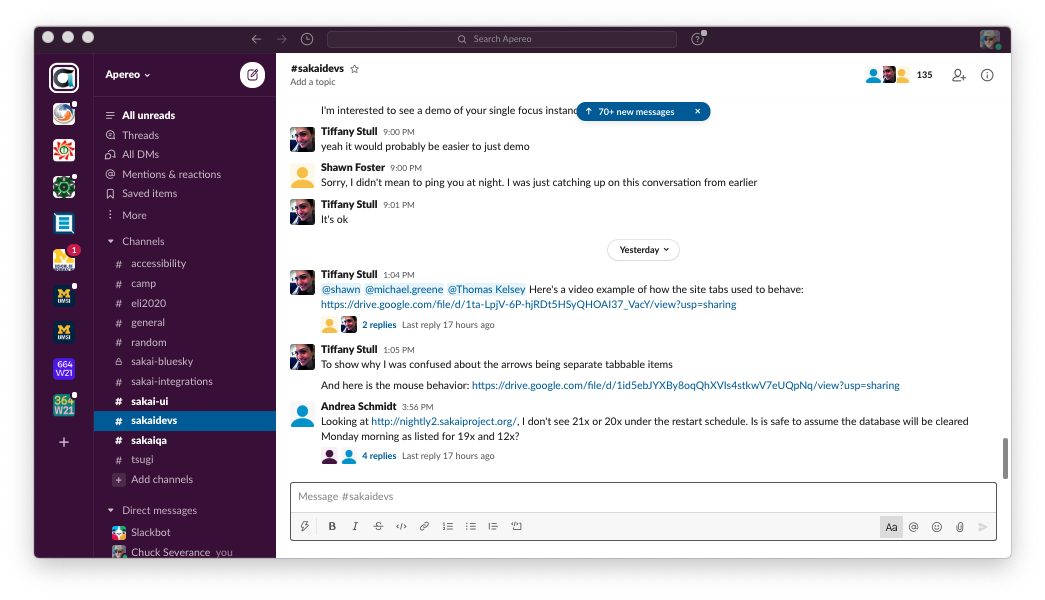 Search Apereo
Apereo
All unreads
Threads
All DMs
Mentions & reactions
Saved items
More
Channels
# accessibility
# camp
# eli2020
# general
# random
sakai-bluesky
# sakai-integrations
# sakai-ui
# sakaidevs
# sakaiqa
# tsugi
+ Add channels
Direct messages
Slackbot
Chuck Severance you
1
M
UMSI
M
UMSI
664
W21
364
W21
+
#sakaidevs
Add a topic
135
I'm interested to see a demo of your single focus instanc
↑ 70+ new messages ×
Tiffany Stull 9:00 PM
yeah it would probably be easier to just demo
Shawn Foster 9:00 PM
Sorry, I didn't mean to ping you at night. I was just catching up on this conversation from earlier
Tiffany Stull 9:01 PM
It's ok
Yesterday
Tiffany Stull 1:04 PM
@shawn @michael.greene @Thomas Kelsey Here's a video example of how the site tabs used to behave:
https://drive.google.com/file/d/1ta-LpjV-6P-hjRDt5HSyQHOAI37_VacY/view?usp=sharing
2 replies Last reply 17 hours ago
Tiffany Stull 1:05 PM
To show why I was confused about the arrows being separate tabbable items
And here is the mouse behavior: https://drive.google.com/file/d/1id5ebJYXBy8oqQhXVIs4stkwV7eUQpNq/view?usp=sharing
Andrea Schmidt 3:56 PM
Looking at http://nightly2.sakaiproject.org/, I don't see 21x or 20x under the restart schedule. Is is safe to assume the database will be cleared
Monday morning as listed for 19x and 12x?
4 replies Last reply 17 hours ago
Message #sakaidevs
B I S </> Aa @